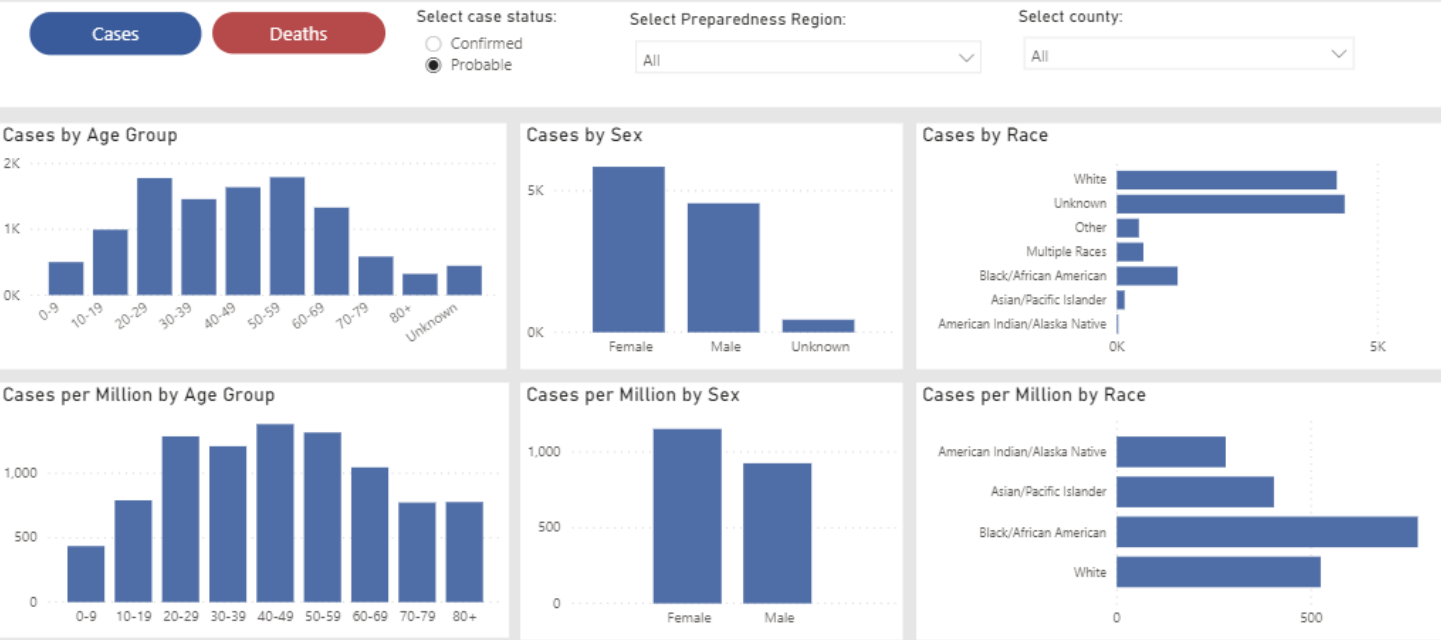 Cases
Deaths
Select case status:
Confirmed
Probable
Select Preparedness Region:
All
Select county:
All
Cases by Age Group
2K
1K
0K
0-9 10-19 20-29 30-39 40-49 50-59 60-69 70-79 80+ Unknown
Cases by Sex
5K
0K
Female Male Unknown
Cases by Race
White
Unknown
Other
Multiple Races
Black/African American
Asian/Pacific Islander
American Indian/Alaska Native
0K 5K
Cases per Million by Age Group
1,000
500
0
0-9 10-19 20-29 30-39 40-49 50-59 60-69 70-79 80+
Cases per Million by Sex
1,000
500
0
Female Male
Cases per Million by Race
American Indian/Alaska Native
Asian/Pacific Islander
Black/African American
White
0 500